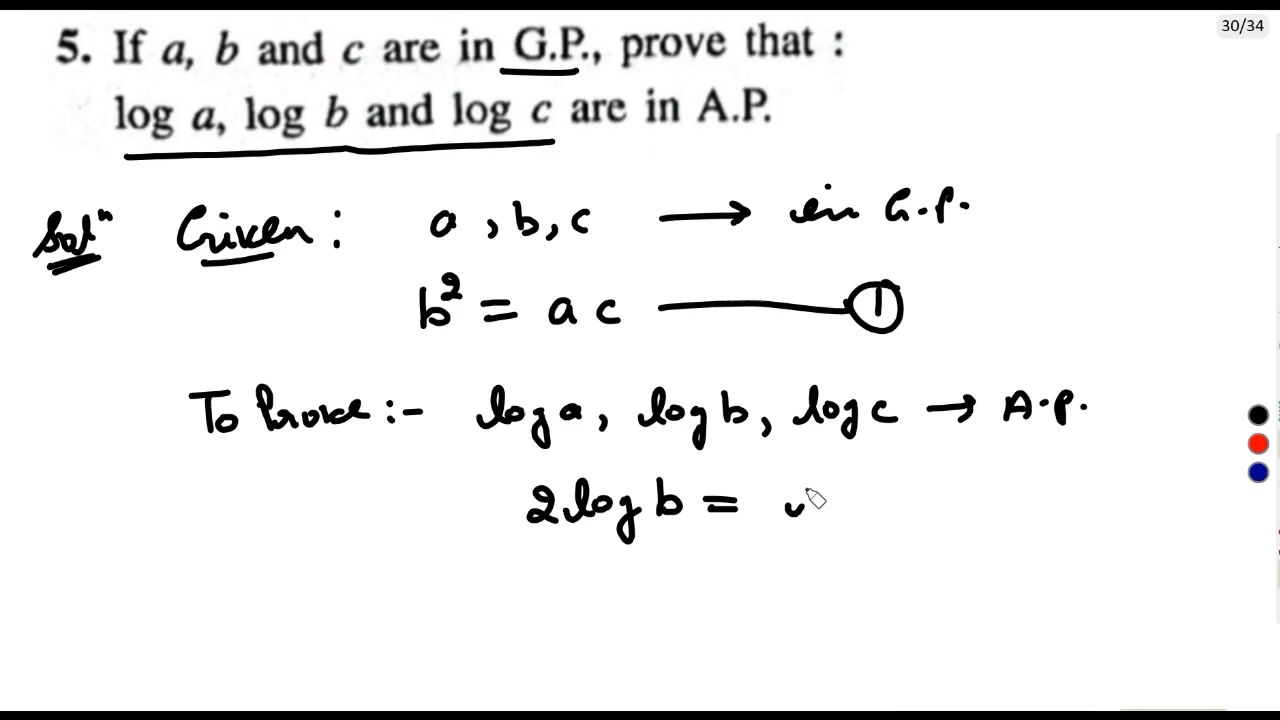 30/34
5. If a, b and c are in G.P., prove that :
log a, log b and log c are in A.P.
Solⁿ Given: a, b, c → in G.P.
b² = ac ——— ①
To Prove :- log a, log b, log c → A.P.
2 log b =